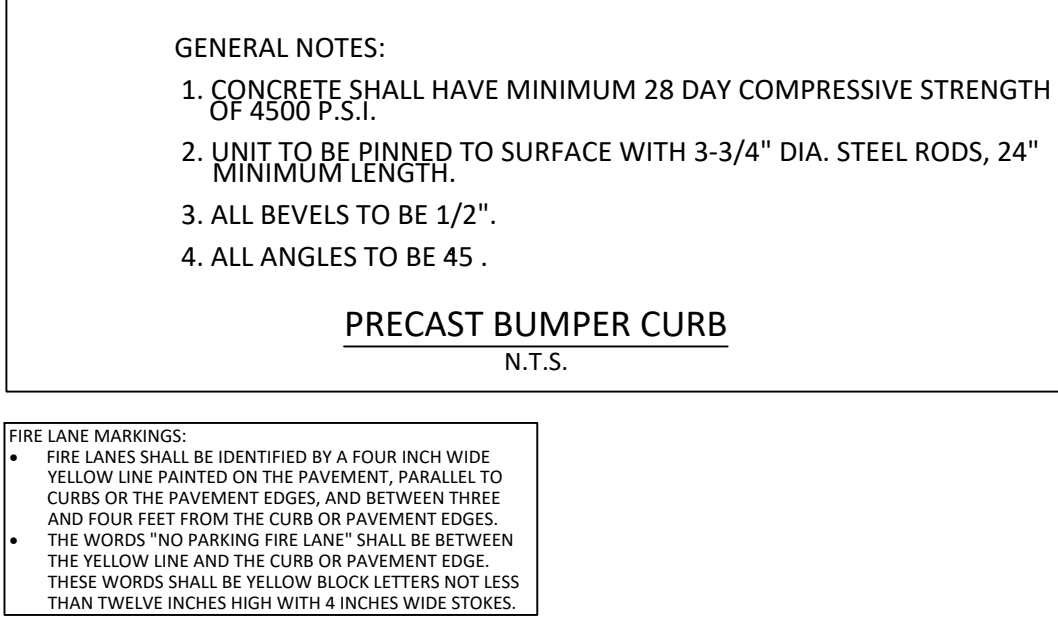 GENERAL NOTES:
1. CONCRETE SHALL HAVE MINIMUM 28 DAY COMPRESSIVE STRENGTH
OF 4500 P.S.I.
2. UNIT TO BE PINNED TO SURFACE WITH 3-3/4" DIA. STEEL RODS, 24"
MINIMUM LENGTH.
3. ALL BEVELS TO BE 1/2".
4. ALL ANGLES TO BE 45 .
PRECAST BUMPER CURB
N.T.S.
FIRE LANE MARKINGS:
• FIRE LANES SHALL BE IDENTIFIED BY A FOUR INCH WIDE
YELLOW LINE PAINTED ON THE PAVEMENT, PARALLEL TO
CURBS OR THE PAVEMENT EDGES, AND BETWEEN THREE
AND FOUR FEET FROM THE CURB OR PAVEMENT EDGES.
• THE WORDS "NO PARKING FIRE LANE" SHALL BE BETWEEN
THE YELLOW LINE AND THE CURB OR PAVEMENT EDGE.
THESE WORDS SHALL BE YELLOW BLOCK LETTERS NOT LESS
THAN TWELVE INCHES HIGH WITH 4 INCHES WIDE STOKES.